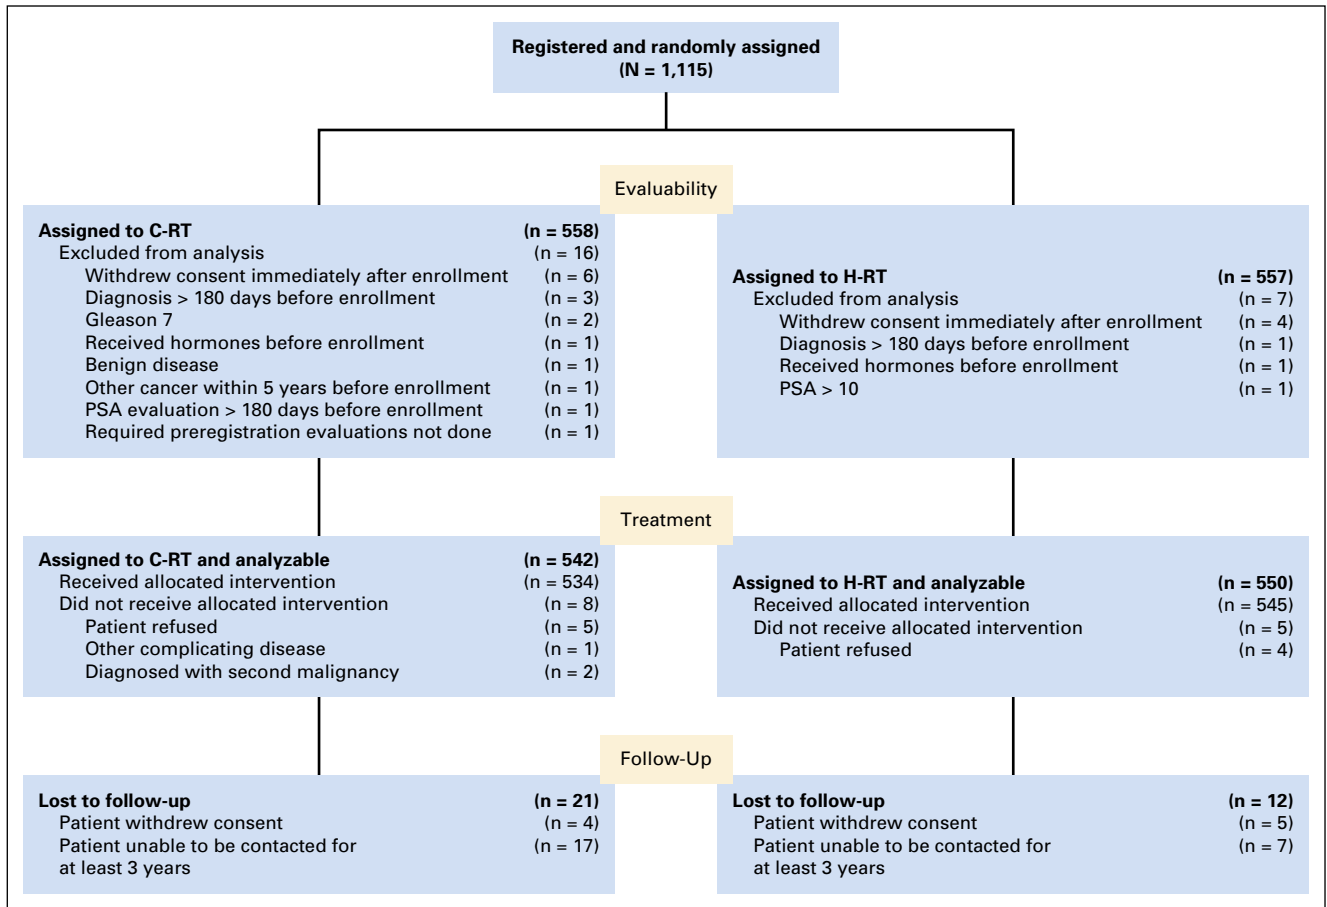 Registered and randomly assigned
(N = 1,115)
Evaluability
Assigned to C-RT (n = 558)
Excluded from analysis (n = 16)
Withdrew consent immediately after enrollment (n = 6)
Diagnosis > 180 days before enrollment (n = 3)
Gleason 7 (n = 2)
Received hormones before enrollment (n = 1)
Benign disease (n = 1)
Other cancer within 5 years before enrollment (n = 1)
PSA evaluation > 180 days before enrollment (n = 1)
Required preregistration evaluations not done (n = 1)
Assigned to H-RT (n = 557)
Excluded from analysis (n = 7)
Withdrew consent immediately after enrollment (n = 4)
Diagnosis > 180 days before enrollment (n = 1)
Received hormones before enrollment (n = 1)
PSA > 10 (n = 1)
Treatment
Assigned to C-RT and analyzable (n = 542)
Received allocated intervention (n = 534)
Did not receive allocated intervention (n = 8)
Patient refused (n = 5)
Other complicating disease (n = 1)
Diagnosed with second malignancy (n = 2)
Assigned to H-RT and analyzable (n = 550)
Received allocated intervention (n = 545)
Did not receive allocated intervention (n = 5)
Patient refused (n = 4)
Follow-Up
Lost to follow-up (n = 21)
Patient withdrew consent (n = 4)
Patient unable to be contacted for (n = 17)
at least 3 years
Lost to follow-up (n = 12)
Patient withdrew consent (n = 5)
Patient unable to be contacted for (n = 7)
at least 3 years